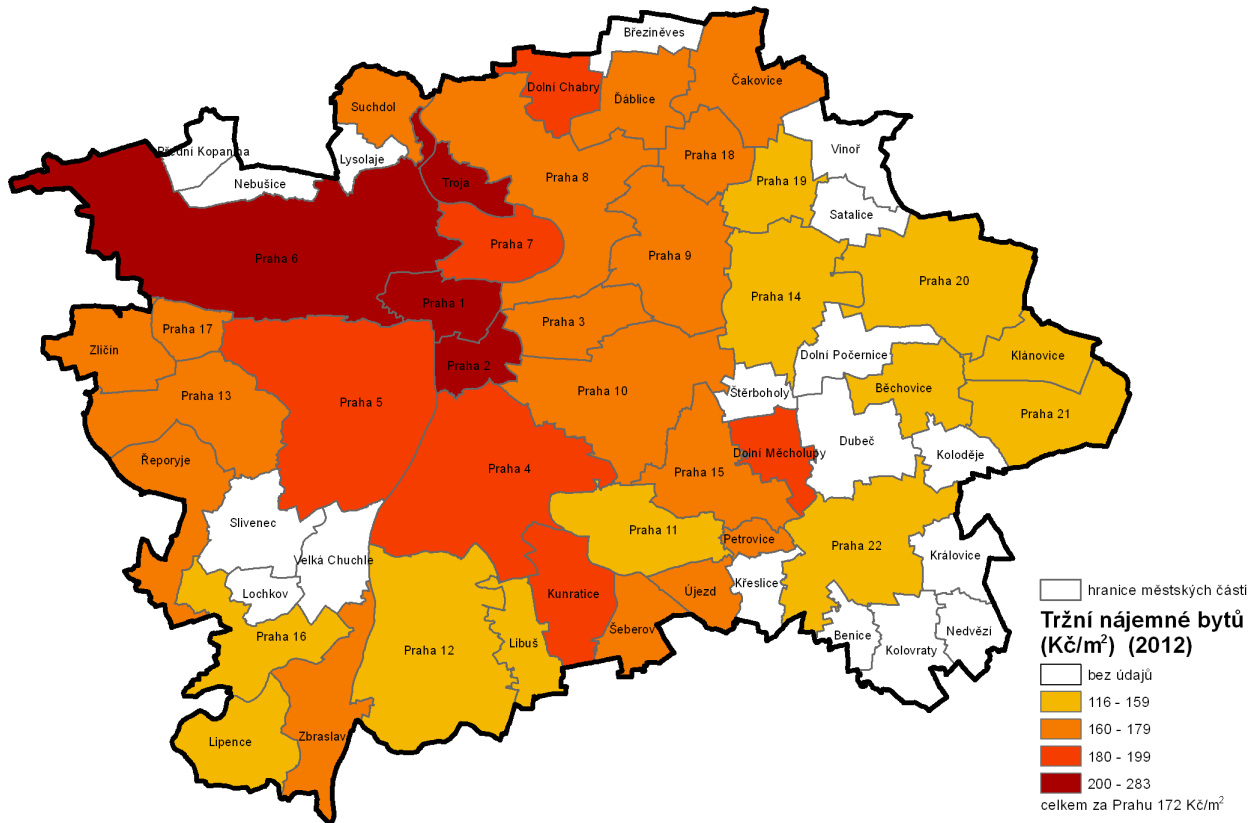 Březiněves
Dolní Chabry
Ďáblice
Čakovice
Suchdol
Přední Kopanina
Lysolaje
Nebušice
Troja
Praha 8
Praha 18
Vinoř
Praha 19
Satalice
Praha 7
Praha 6
Praha 9
Praha 20
Praha 14
Praha 1
Praha 3
Praha 17
Zličín
Dolní Počernice
Klánovice
Praha 2
Praha 13
Praha 5
Praha 10
Štěrboholy
Běchovice
Praha 21
Dubeč
Koloděje
Dolní Měcholupy
Řeporyje
Praha 4
Praha 15
Slivenec
Praha 11
Petrovice
Praha 22
Velká Chuchle
Královice
Lochkov
Kunratice
Újezd
Křeslice
Praha 16
Praha 12
Libuš
Šeberov
Benice
Kolovraty
Nedvězí
Lipence
Zbraslav
hranice městských částí
Tržní nájemné bytů
(Kč/m²) (2012)
bez údajů
116 - 159
160 - 179
180 - 199
200 - 283
celkem za Prahu 172 Kč/m²